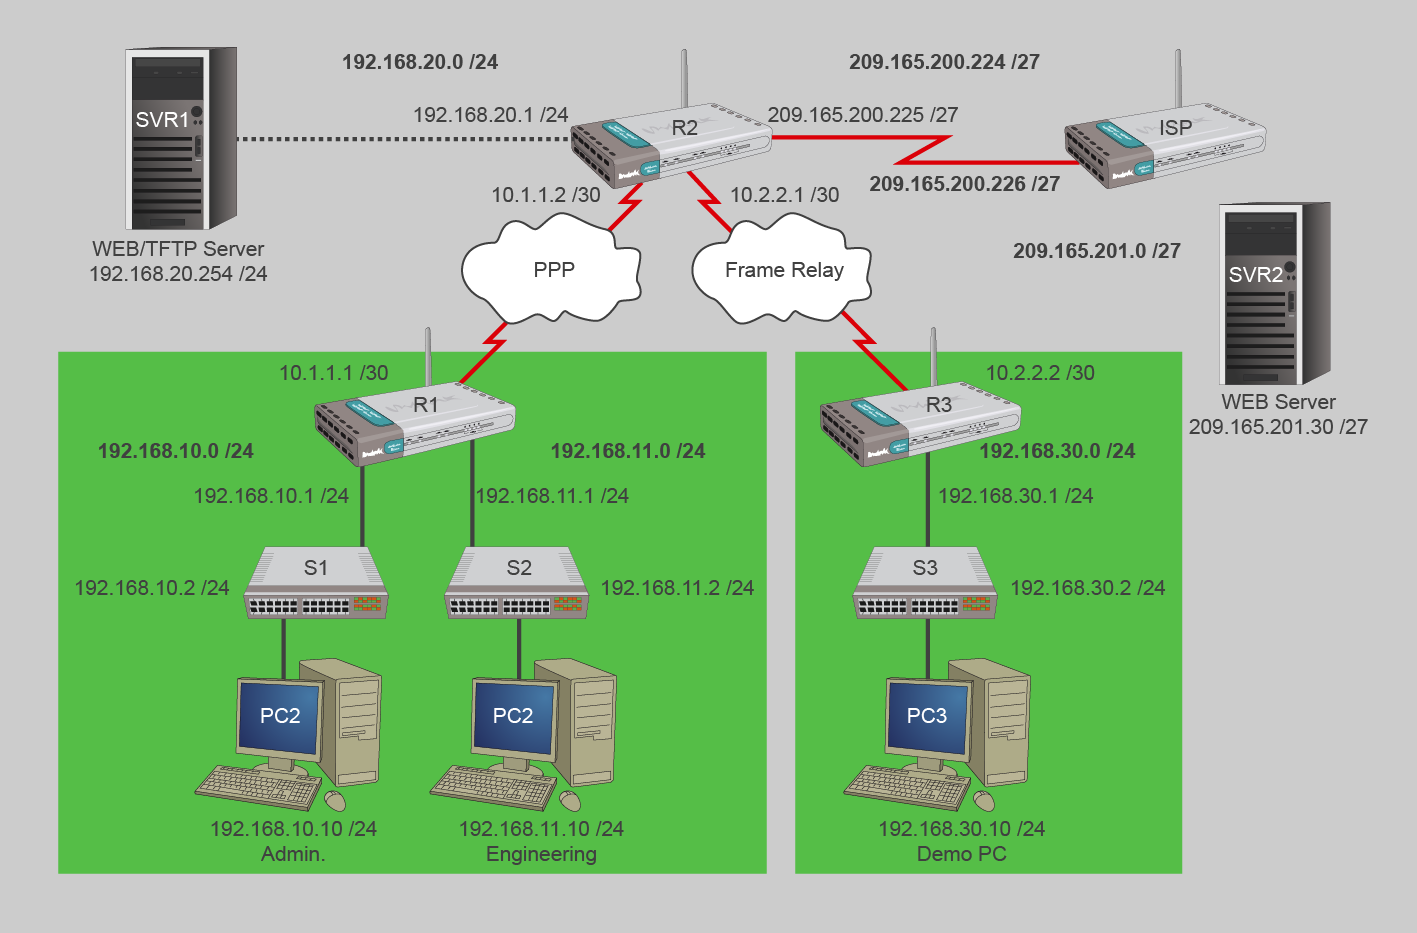 192.168.20.0 /24
209.165.200.224 /27
SVR1
192.168.20.1 /24
R2
209.165.200.225 /27
ISP
209.165.200.226 /27
10.1.1.2 /30
10.2.2.1 /30
WEB/TFTP Server
192.168.20.254 /24
PPP
Frame Relay
209.165.201.0 /27
SVR2
WEB Server
209.165.201.30 /27
10.1.1.1 /30
R1
10.2.2.2 /30
R3
192.168.10.0 /24
192.168.11.0 /24
192.168.30.0 /24
192.168.10.1 /24
192.168.11.1 /24
192.168.30.1 /24
S1
S2
S3
192.168.10.2 /24
192.168.11.2 /24
192.168.30.2 /24
PC2
PC2
PC3
192.168.10.10 /24
Admin.
192.168.11.10 /24
Engineering
192.168.30.10 /24
Demo PC